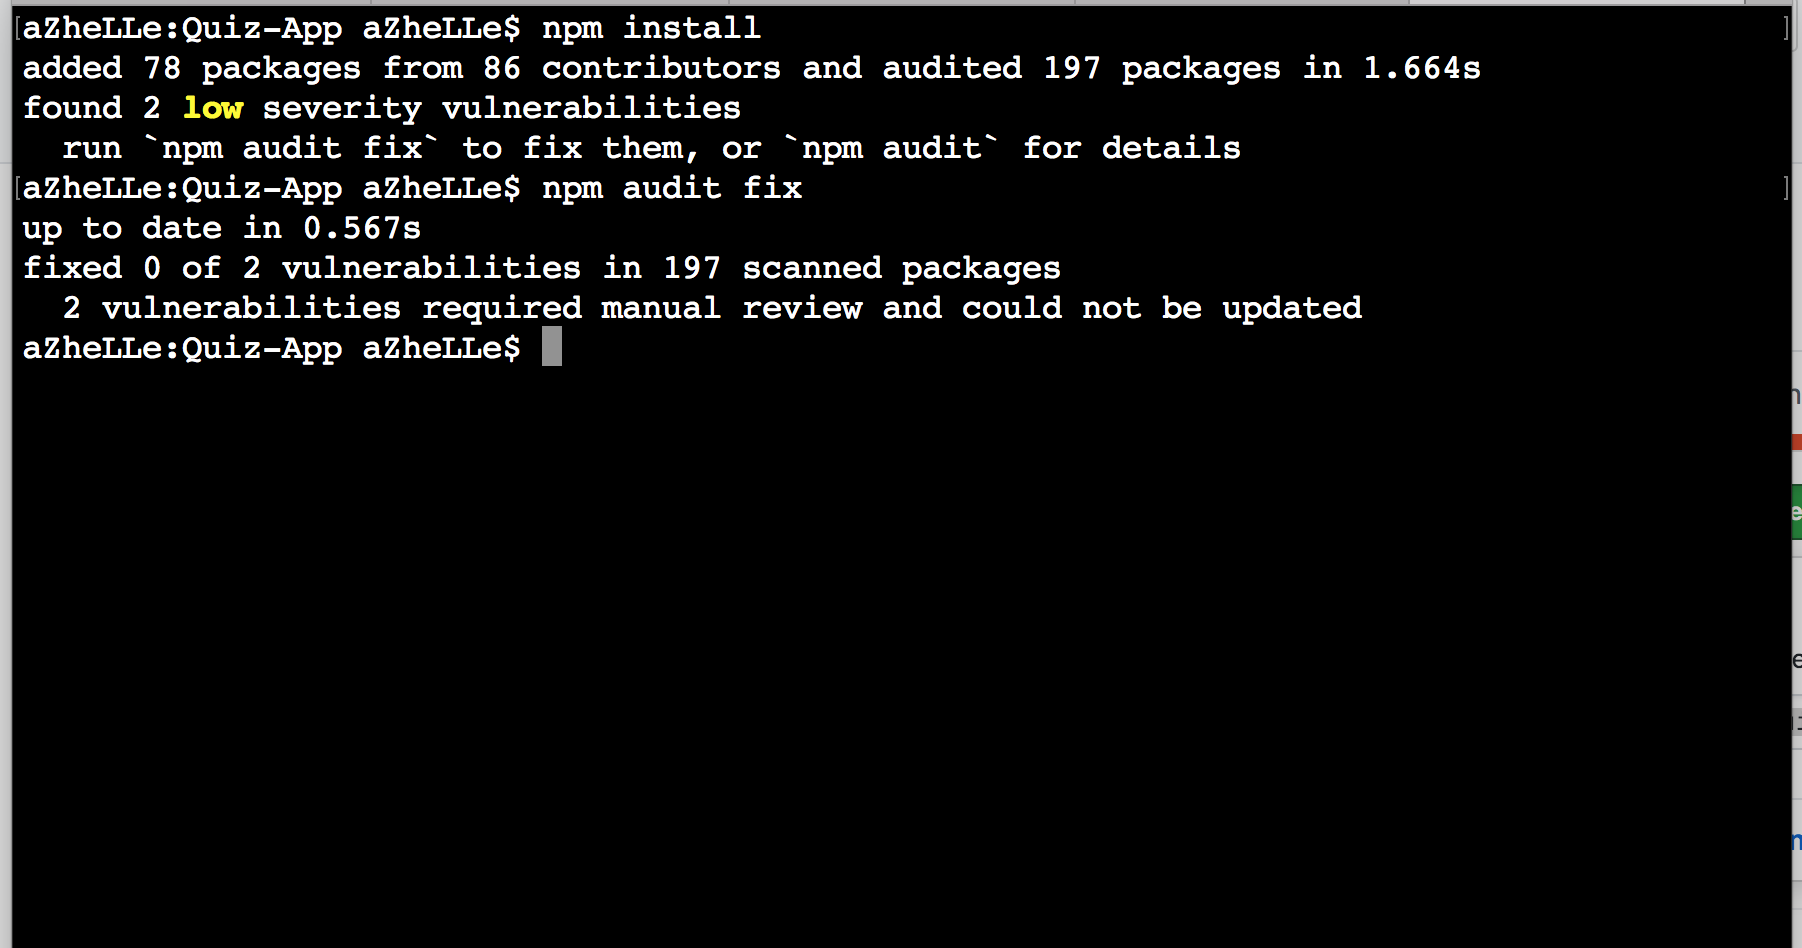 [aZheLLe:Quiz-App aZheLLe$ npm install ]
added 78 packages from 86 contributors and audited 197 packages in 1.664s
found 2 low severity vulnerabilities
  run `npm audit fix` to fix them, or `npm audit` for details
[aZheLLe:Quiz-App aZheLLe$ npm audit fix ]
up to date in 0.567s
fixed 0 of 2 vulnerabilities in 197 scanned packages
  2 vulnerabilities required manual review and could not be updated
aZheLLe:Quiz-App aZheLLe$